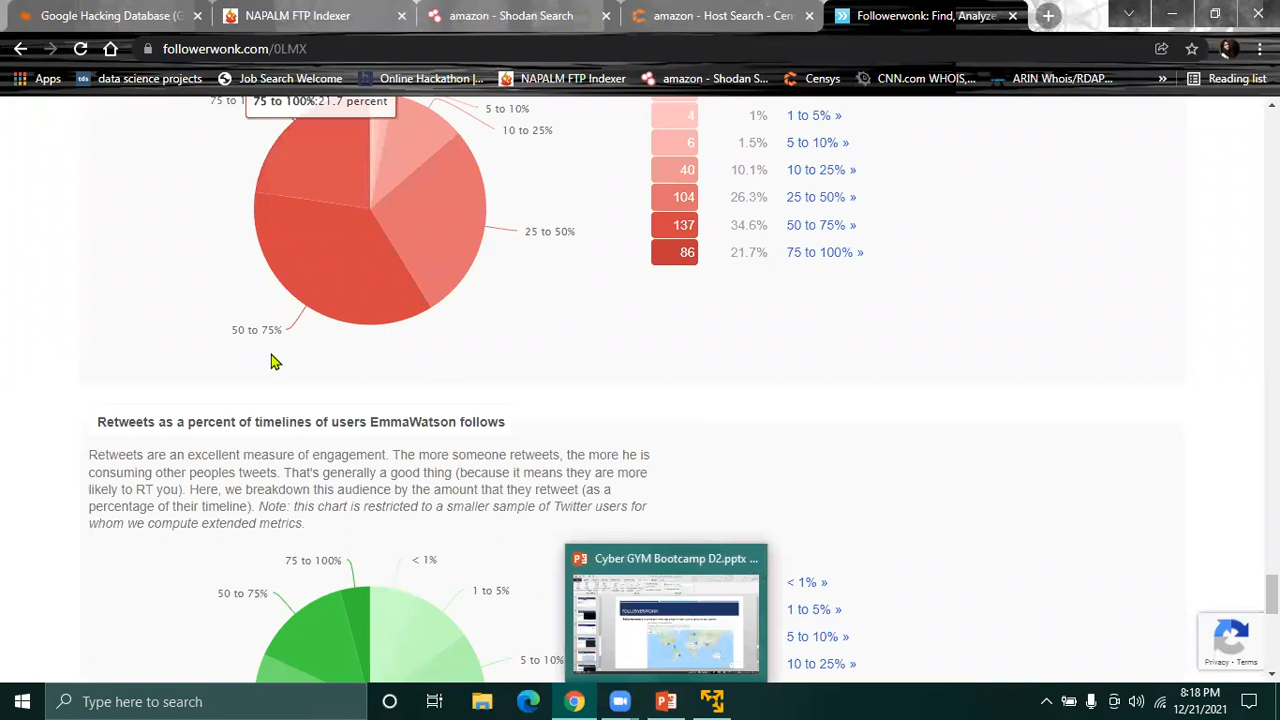 Google Hacking Database (G
NAPALM FTP Indexer
amazon - Shodan Search
amazon - Host Search - Cen
Followerwonk: Find, Analyze,
followerwonk.com/0LMX
Apps
tds data science projects
Job Search Welcome
Online Hackathon |...
NAPALM FTP Indexer
amazon - Shodan S...
Censys
CNN.com WHOIS,...
ARIN Whois/RDAP...
»
Reading list
75 to 1
75 to 100%:21.7 percent
5 to 10%
10 to 25%
25 to 50%
50 to 75%
4 1% 1 to 5% »
6 1.5% 5 to 10% »
40 10.1% 10 to 25% »
104 26.3% 25 to 50% »
137 34.6% 50 to 75% »
86 21.7% 75 to 100% »
Retweets as a percent of timelines of users EmmaWatson follows
Retweets are an excellent measure of engagement. The more someone retweets, the more he is
consuming other peoples tweets. That's generally a good thing (because it means they are more
likely to RT you). Here, we breakdown this audience by the amount that they retweet (as a
percentage of their timeline). Note: this chart is restricted to a smaller sample of Twitter users for
whom we compute extended metrics.
75 to 100%
< 1%
50 to 75%
1 to 5%
5 to 10%
Cyber GYM Bootcamp D2.pptx ...
FOLLOWERWONK
< 1% »
1 to 5% »
5 to 10% »
10 to 25% »
Privacy - Terms
Type here to search
8:18 PM
12/21/2021